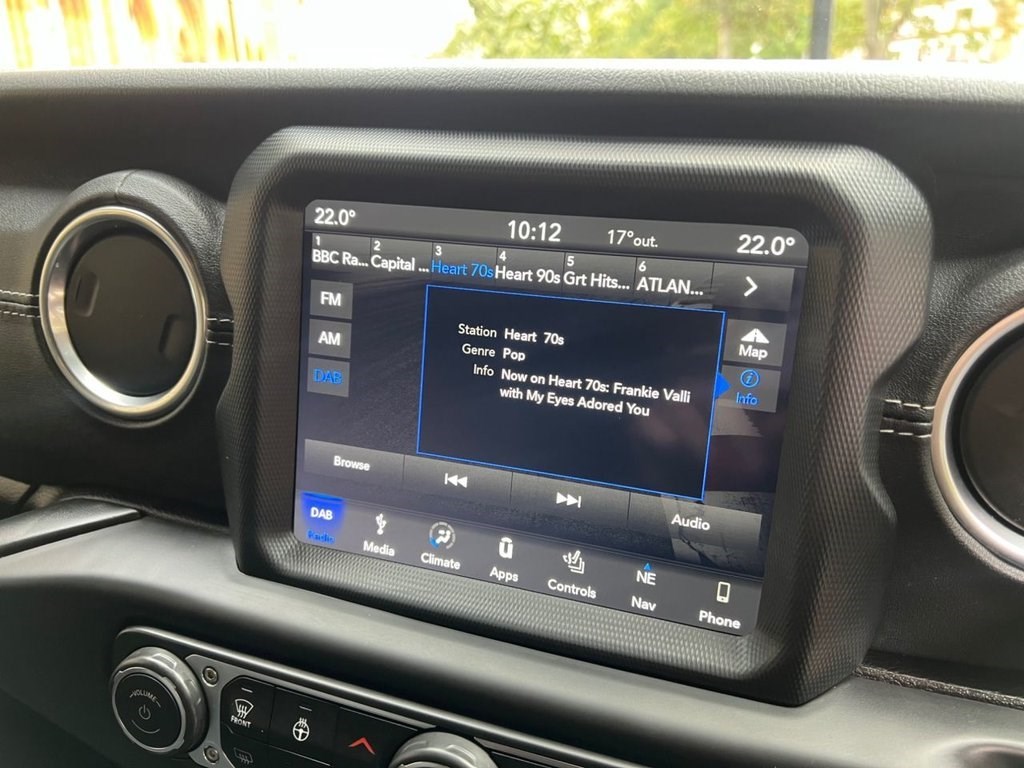 22.0°
10:12
17°out.
22.0°
1 2 3 4 5 6
BBC Ra... Capital ... Heart 70s Heart 90s Grt Hits... ATLAN...
FM
AM
DAB
Station Heart 70s
Genre Pop
Info Now on Heart 70s: Frankie Valli
with My Eyes Adored You
Map
Info
Browse
Audio
DAB
Radio
Media
Climate
Apps
Controls
NE
Nav
Phone
VOLUME
FRONT